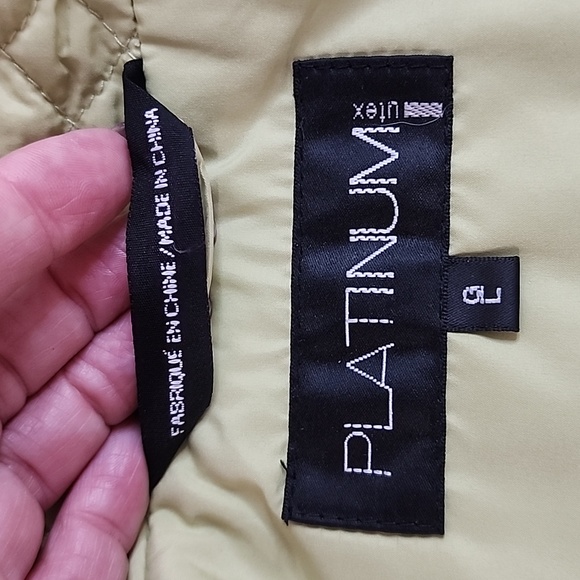 PLATINUM
utex
G
L
FABRIQUÉ EN CHINE / MADE IN CHINA